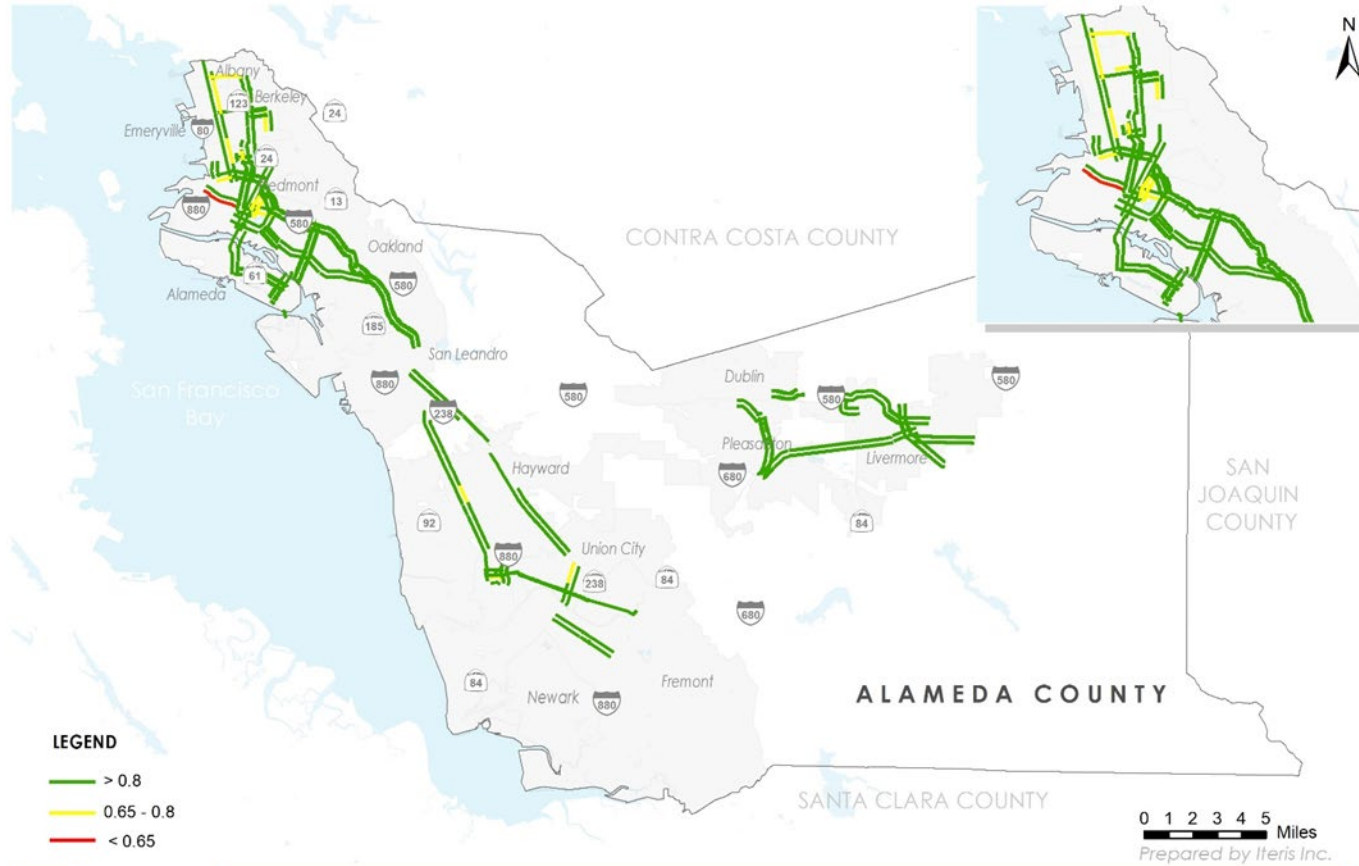 N
Albany
123
Berkeley
24
Emeryville
80
24
Piedmont
13
880
580
Oakland
CONTRA COSTA COUNTY
61
580
Alameda
185
San Leandro
San Francisco
Bay
880
580
Dublin
580
580
238
Pleasanton
Livermore
Hayward
680
SAN
JOAQUIN
COUNTY
92
84
880
Union City
238
84
680
84
Fremont
Newark
880
ALAMEDA COUNTY
LEGEND
> 0.8
0.65 - 0.8
< 0.65
SANTA CLARA COUNTY
0 1 2 3 4 5
Miles
Prepared by Iteris Inc.